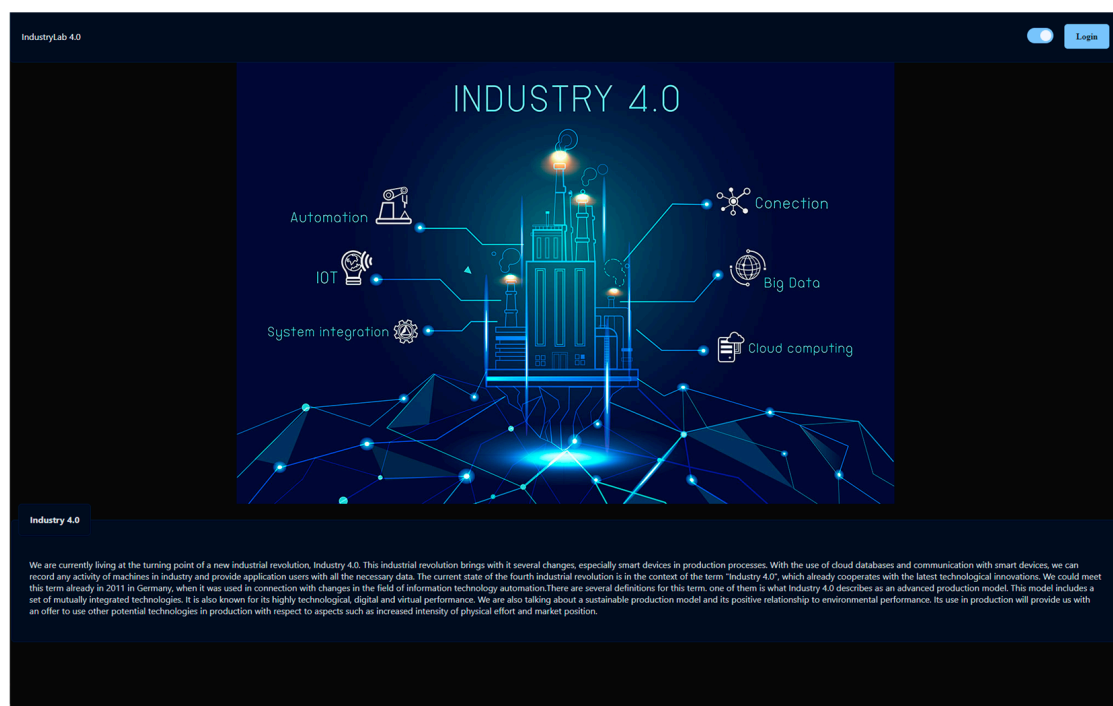 IndustryLab 4.0
Login
INDUSTRY 4.0
Automation
Conection
IOT
Big Data
System integration
Cloud computing
Industry 4.0
We are currently living at the turning point of a new industrial revolution, Industry 4.0. This industrial revolution brings with it several changes, especially smart devices in production processes. With the use of cloud databases and communication with smart devices, we can
record any activity of machines in industry and provide application users with all the necessary data. The current state of the fourth industrial revolution is in the context of the term "Industry 4.0", which already cooperates with the latest technological innovations. We could meet
this term already in 2011 in Germany, when it was used in connection with changes in the field of information technology automation.There are several definitions for this term. one of them is what Industry 4.0 describes as an advanced production model. This model includes a
set of mutually integrated technologies. It is also known for its highly technological, digital and virtual performance. We are also talking about a sustainable production model and its positive relationship to environmental performance. Its use in production will provide us with
an offer to use other potential technologies in production with respect to aspects such as increased intensity of physical effort and market position.